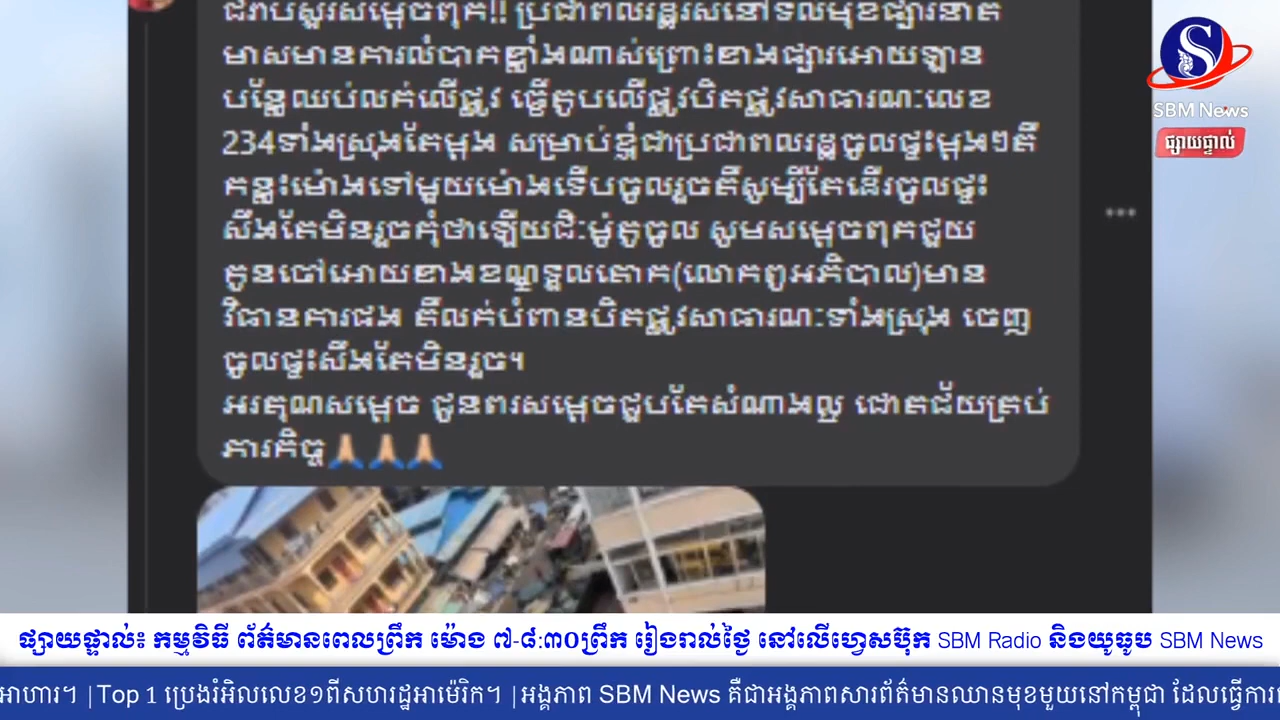 ជំរាបសួរសម្តេចពុក!! ប្រជាពលរដ្ឋរស់នៅទល់មុខផ្សារនាគ
មាសមានការលំបាកខ្លាំងណាស់ព្រោះខាងផ្សារអោយឡាន
បន្លែឈប់លក់លើផ្លូវ ធ្វើតូបលើផ្លូវបិតផ្លូវសាធារណៈលេខ
234ទាំងស្រុងតែម្តង សម្រាប់ខ្ញុំជាប្រជាពលរដ្ឋចូលផ្ទះម្តងៗគឺ
កន្លះម៉ោងទៅមួយម៉ោងទើបចូលរួចគឺសូម្បីតែដើរចូលផ្ទះ
សឹងតែមិនរួចកុំថាឡើយជិៈម៉ូតូចូល សូមសម្តេចពុកជួយ
កូនចៅអោយខាងខណ្ឌទួលគោក(លោកពូអភិបាល)មាន
វិធានការផង គឺលក់បំពានបិតផ្លូវសាធារណៈទាំងស្រុង ចេញ
ចូលផ្ទះសឹងតែមិនរួច។
អរគុណសម្តេច ជូនពរសម្តេចជួបតែសំណាងល្អ ជោគជ័យគ្រប់
ភារកិច្ច🙏🙏🙏
SBM News
ផ្សាយផ្ទាល់
ផ្សាយផ្ទាល់៖ កម្មវិធី ព័ត៌មានពេលព្រឹក ម៉ោង ៧-៨:៣០ព្រឹក រៀងរាល់ថ្ងៃ នៅលើហ្វេសប៊ុក SBM Radio និងយូធូប SBM News
អាហារ។ |Top 1 ប្រេងរំអិលលេខ១ពីសហរដ្ឋអាម៉េរិក។ |អង្គភាព SBM News គឺជាអង្គភាពសារព័ត៌មានឈានមុខមួយនៅកម្ពុជា ដែលធ្វើការ